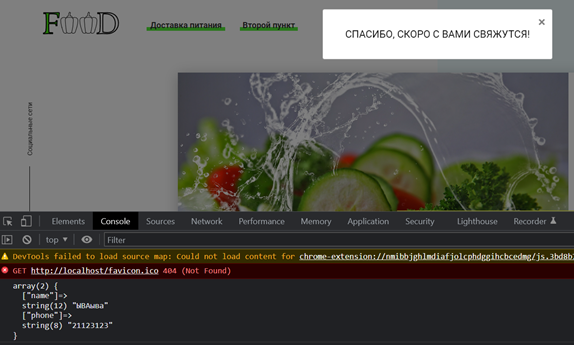 FOOD
Доставка питания
Второй пункт
×
СПАСИБО, СКОРО С ВАМИ СВЯЖУТСЯ!
Социальные сети
Elements Console Sources Network Performance Memory Application Security Lighthouse Recorder
top ▼ Filter
DevTools failed to load source map: Could not load content for chrome-extension://nmibbjghlmdiafjolcphdggihcbcedmg/js.3bd8b
GET http://localhost/favicon.ico 404 (Not Found)
array(2) {
["name"]=>
string(12) "ЫВАыва"
["phone"]=>
string(8) "21123123"
}